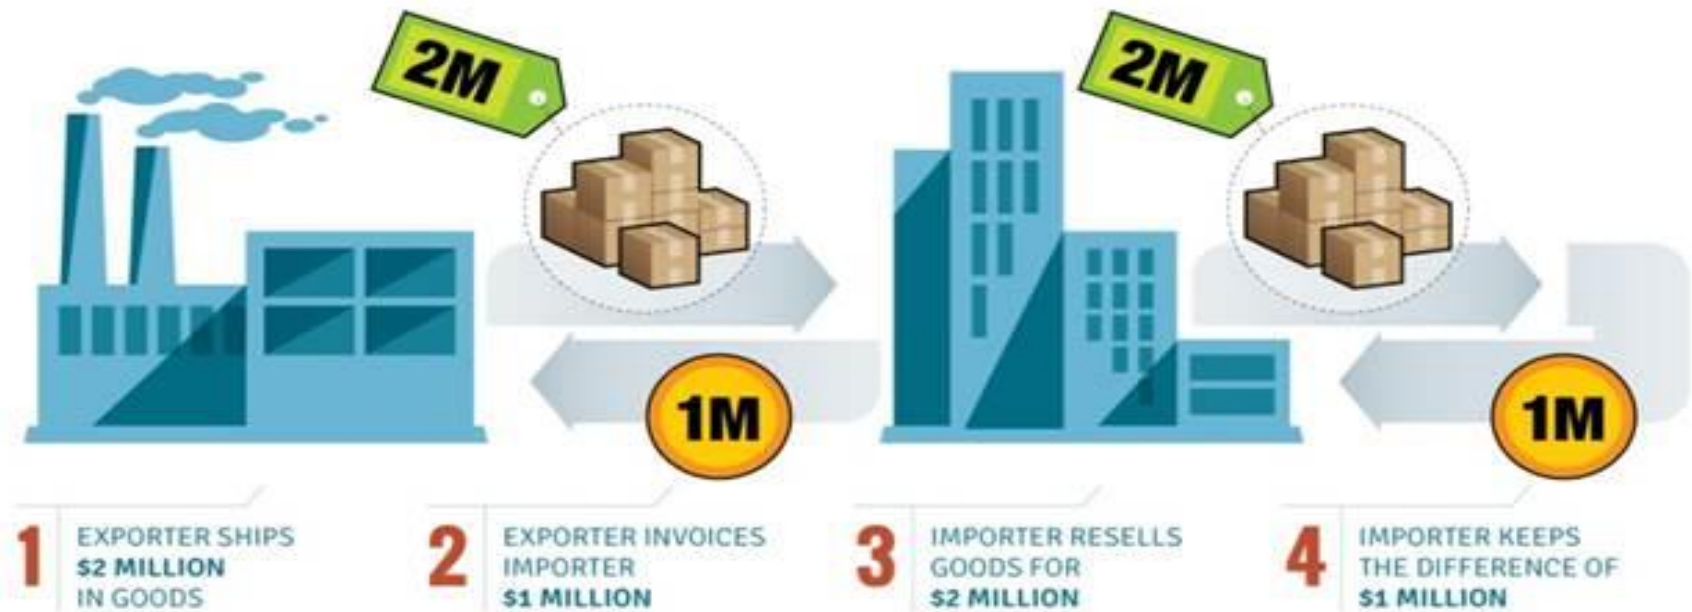 2M
2M
1M
1M
1
EXPORTER SHIPS
$2 MILLION
IN GOODS
2
EXPORTER INVOICES
IMPORTER
$1 MILLION
3
IMPORTER RESELLS
GOODS FOR
$2 MILLION
4
IMPORTER KEEPS
THE DIFFERENCE OF
$1 MILLION